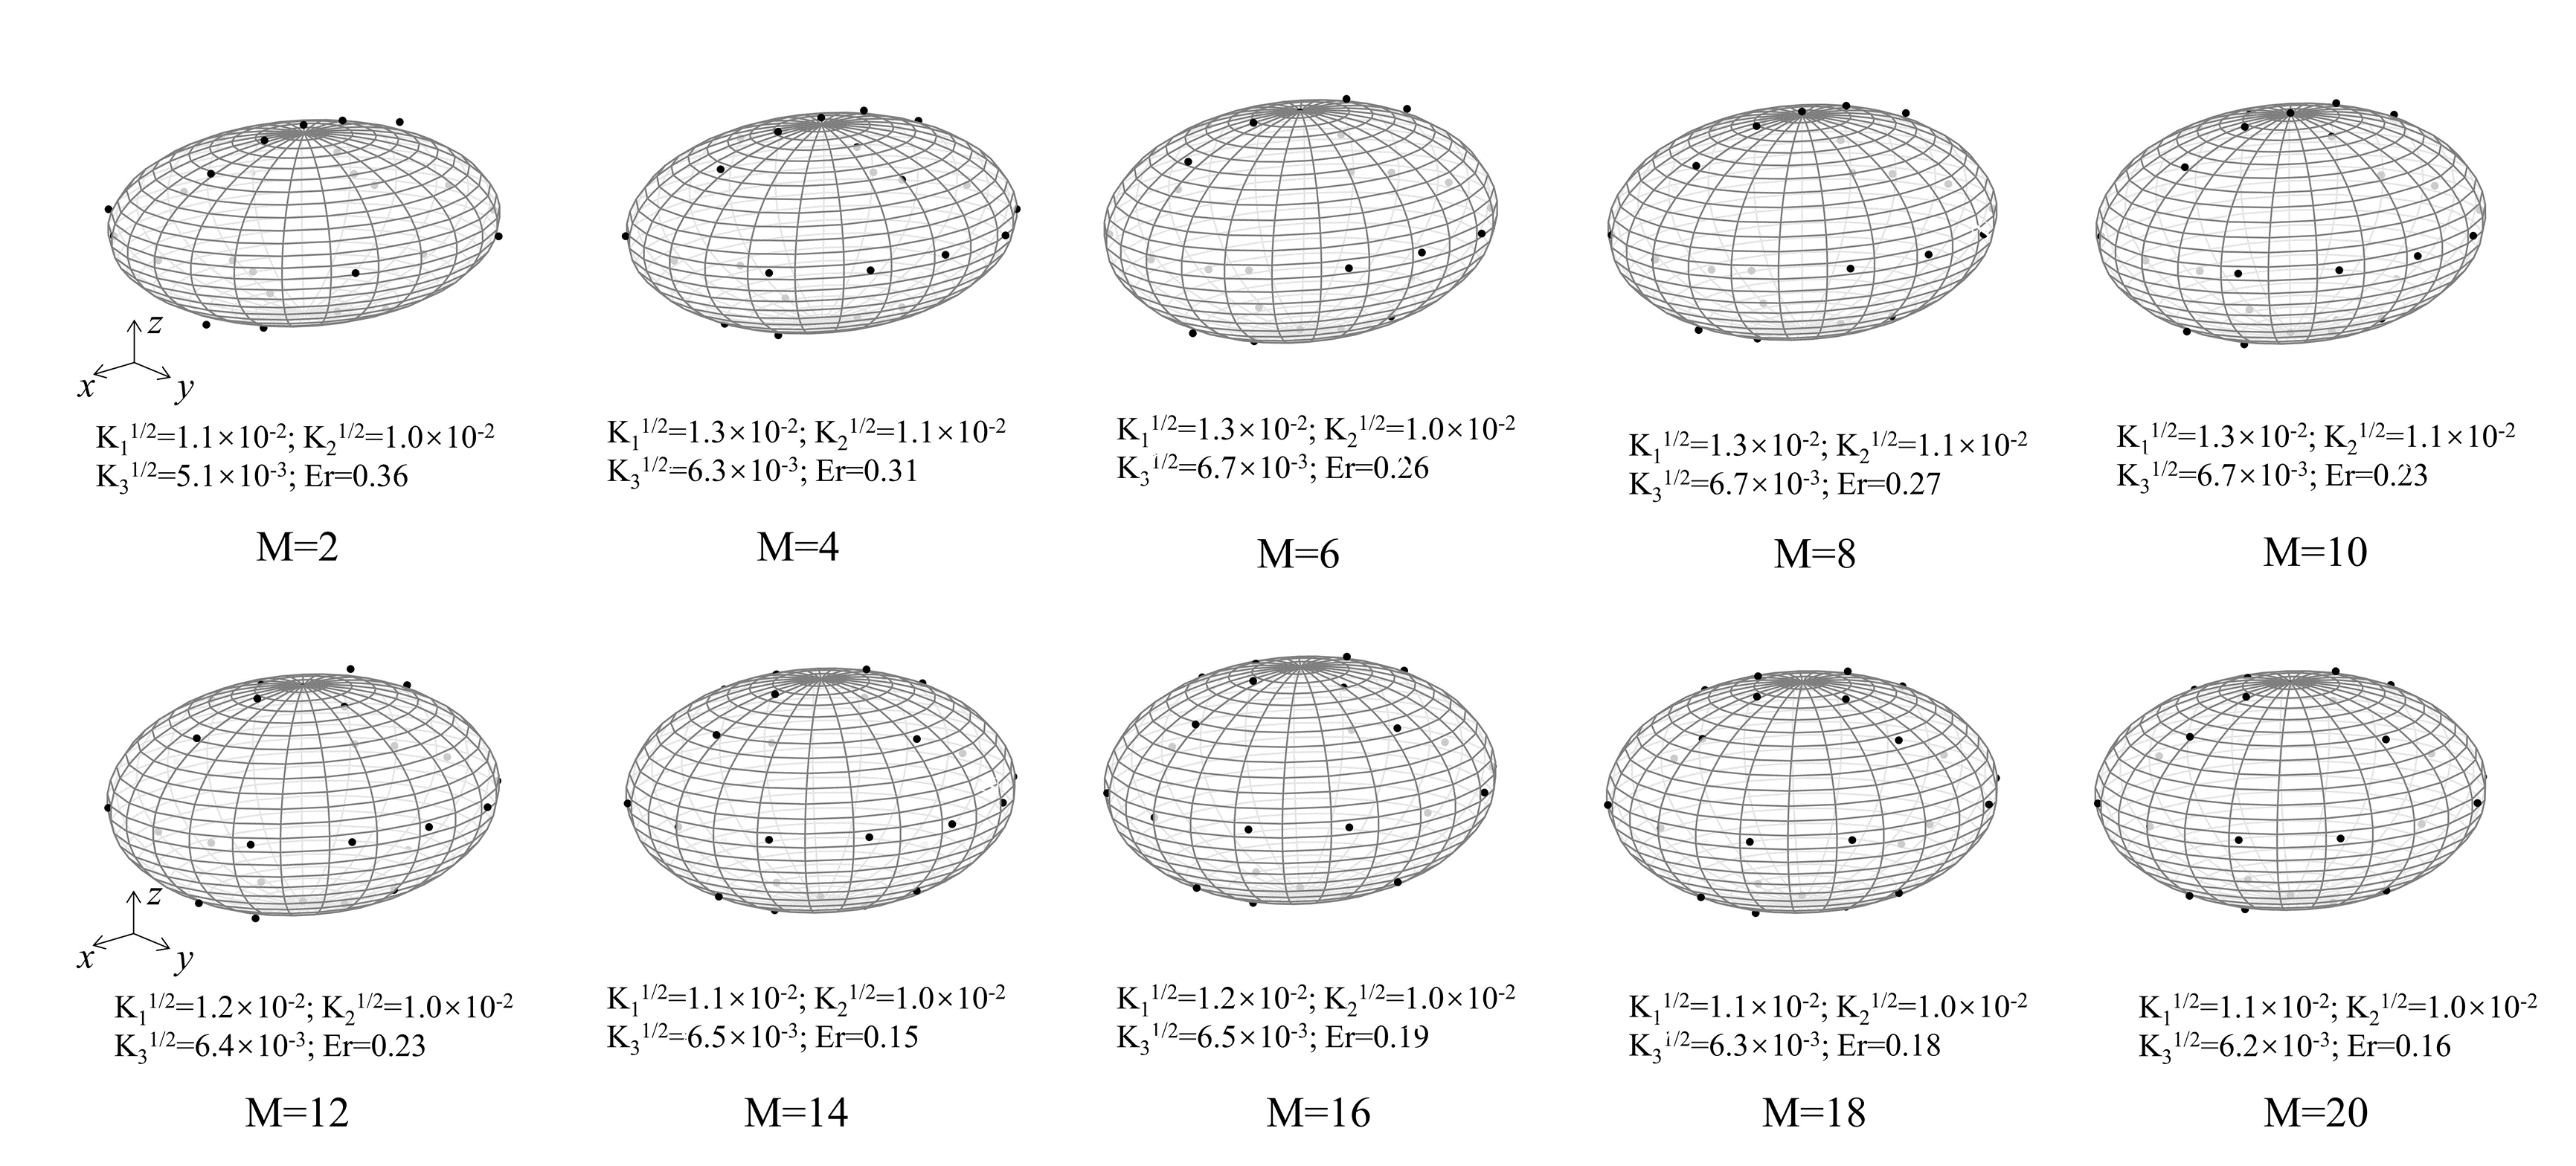 z
x y
K₁^1/2=1.1×10^-2; K₂^1/2=1.0×10^-2
K₃^1/2=5.1×10^-3; Er=0.36
M=2
K₁^1/2=1.3×10^-2; K₂^1/2=1.1×10^-2
K₃^1/2=6.3×10^-3; Er=0.31
M=4
K₁^1/2=1.3×10^-2; K₂^1/2=1.0×10^-2
K₃^1/2=6.7×10^-3; Er=0.26
M=6
K₁^1/2=1.3×10^-2; K₂^1/2=1.1×10^-2
K₃^1/2=6.7×10^-3; Er=0.27
M=8
K₁^1/2=1.3×10^-2; K₂^1/2=1.1×10^-2
K₃^1/2=6.7×10^-3; Er=0.23
M=10
z
x y
K₁^1/2=1.2×10^-2; K₂^1/2=1.0×10^-2
K₃^1/2=6.4×10^-3; Er=0.23
M=12
K₁^1/2=1.1×10^-2; K₂^1/2=1.0×10^-2
K₃^1/2=6.5×10^-3; Er=0.15
M=14
K₁^1/2=1.2×10^-2; K₂^1/2=1.0×10^-2
K₃^1/2=6.5×10^-3; Er=0.19
M=16
K₁^1/2=1.1×10^-2; K₂^1/2=1.0×10^-2
K₃^1/2=6.3×10^-3; Er=0.18
M=18
K₁^1/2=1.1×10^-2; K₂^1/2=1.0×10^-2
K₃^1/2=6.2×10^-3; Er=0.16
M=20